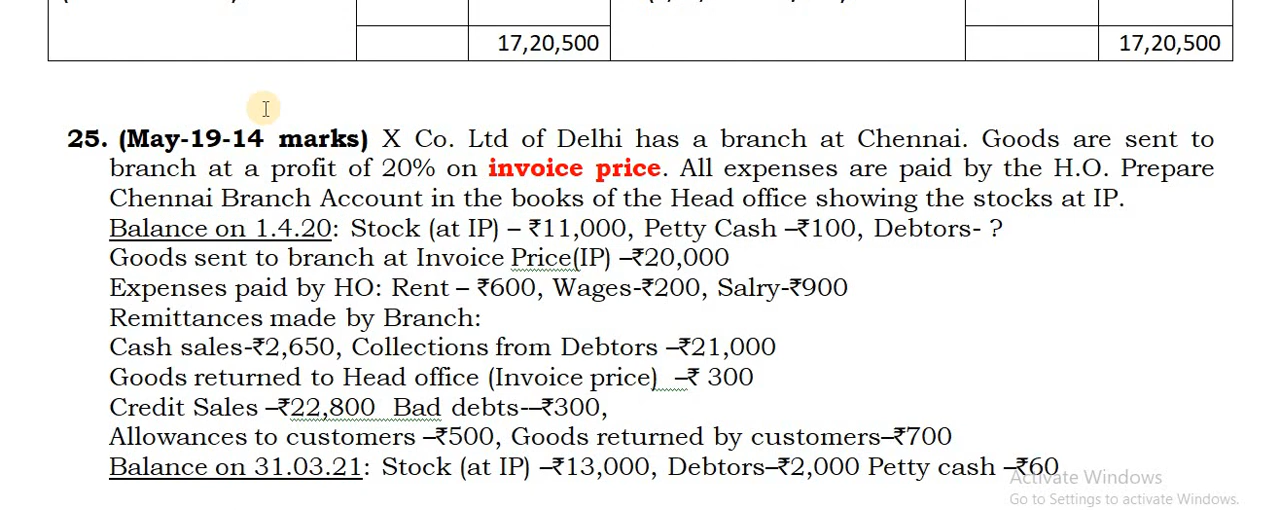 17,20,500 17,20,500
25. (May-19-14 marks) X Co. Ltd of Delhi has a branch at Chennai. Goods are sent to
branch at a profit of 20% on invoice price. All expenses are paid by the H.O. Prepare
Chennai Branch Account in the books of the Head office showing the stocks at IP.
Balance on 1.4.20: Stock (at IP) – ₹11,000, Petty Cash –₹100, Debtors- ?
Goods sent to branch at Invoice Price(IP) –₹20,000
Expenses paid by HO: Rent – ₹600, Wages-₹200, Salry-₹900
Remittances made by Branch:
Cash sales-₹2,650, Collections from Debtors –₹21,000
Goods returned to Head office (Invoice price) –₹ 300
Credit Sales –₹22,800 Bad debts-–₹300,
Allowances to customers –₹500, Goods returned by customers–₹700
Balance on 31.03.21: Stock (at IP) –₹13,000, Debtors–₹2,000 Petty cash –₹60
Activate Windows
Go to Settings to activate Windows.